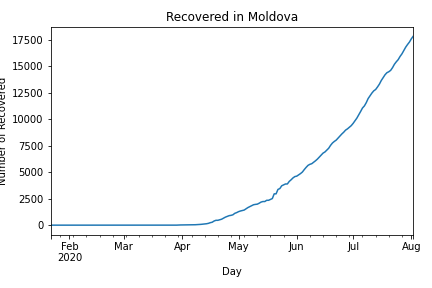 Recovered in Moldova
Number of Recovered
17500
15000
12500
10000
7500
5000
2500
0
Feb
2020
Mar
Apr
May
Jun
Jul
Aug
Day